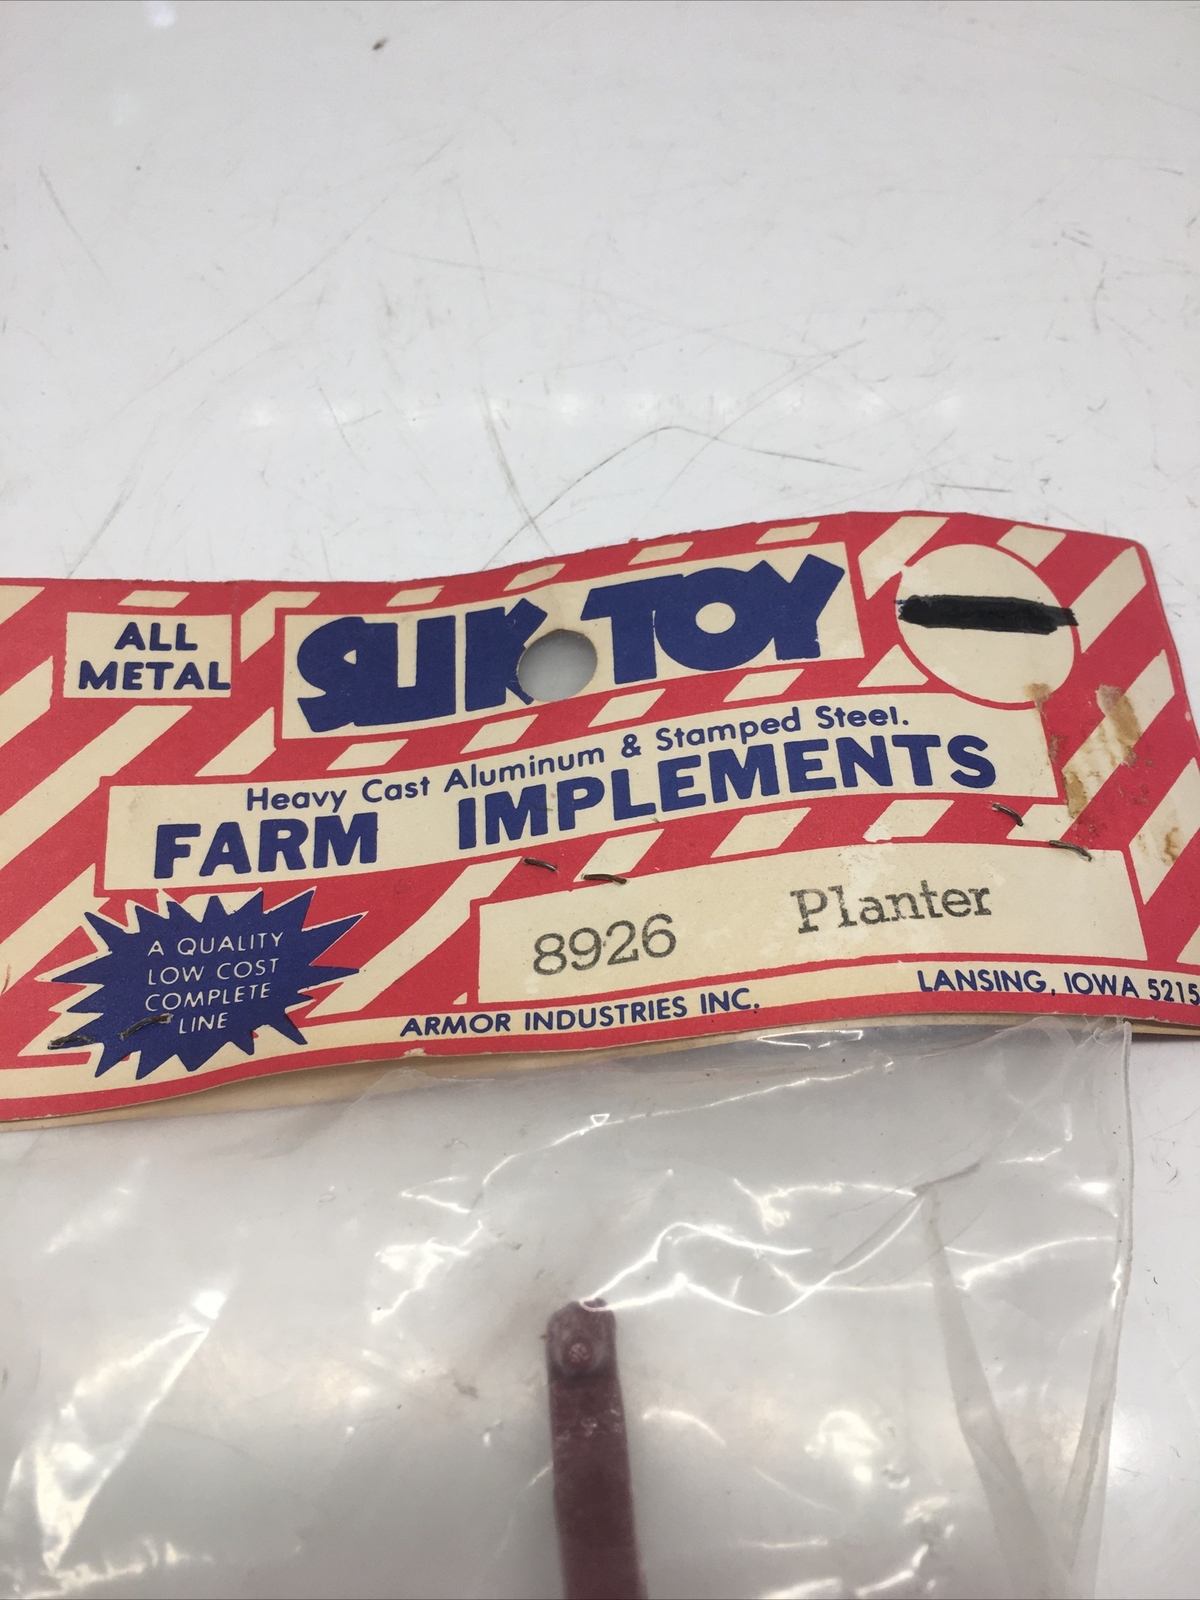 ALL
METAL
SLIK TOY
Heavy Cast Aluminum & Stamped Steel.
FARM IMPLEMENTS
A QUALITY
LOW COST
COMPLETE
LINE
8926 Planter
ARMOR INDUSTRIES INC.
LANSING, IOWA 5215